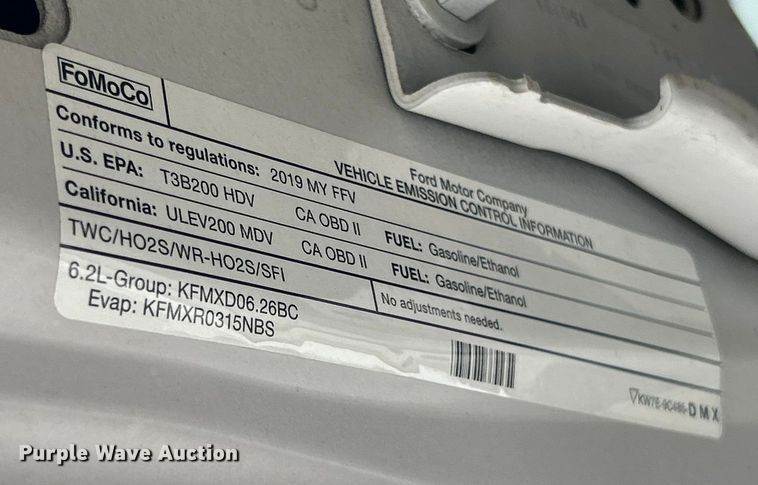 FoMoCo
Ford Motor Company
VEHICLE EMISSION CONTROL INFORMATION
Conforms to regulations: 2019 MY FFV
U.S. EPA: T3B200 HDV CA OBD II FUEL: Gasoline/Ethanol
California: ULEV200 MDV CA OBD II FUEL: Gasoline/Ethanol
TWC/HO2S/WR-HO2S/SFI No adjustments needed.
6.2L-Group: KFMXD06.26BC
Evap: KFMXR0315NBS
KW7E-9C485-DMX
Purple Wave Auction